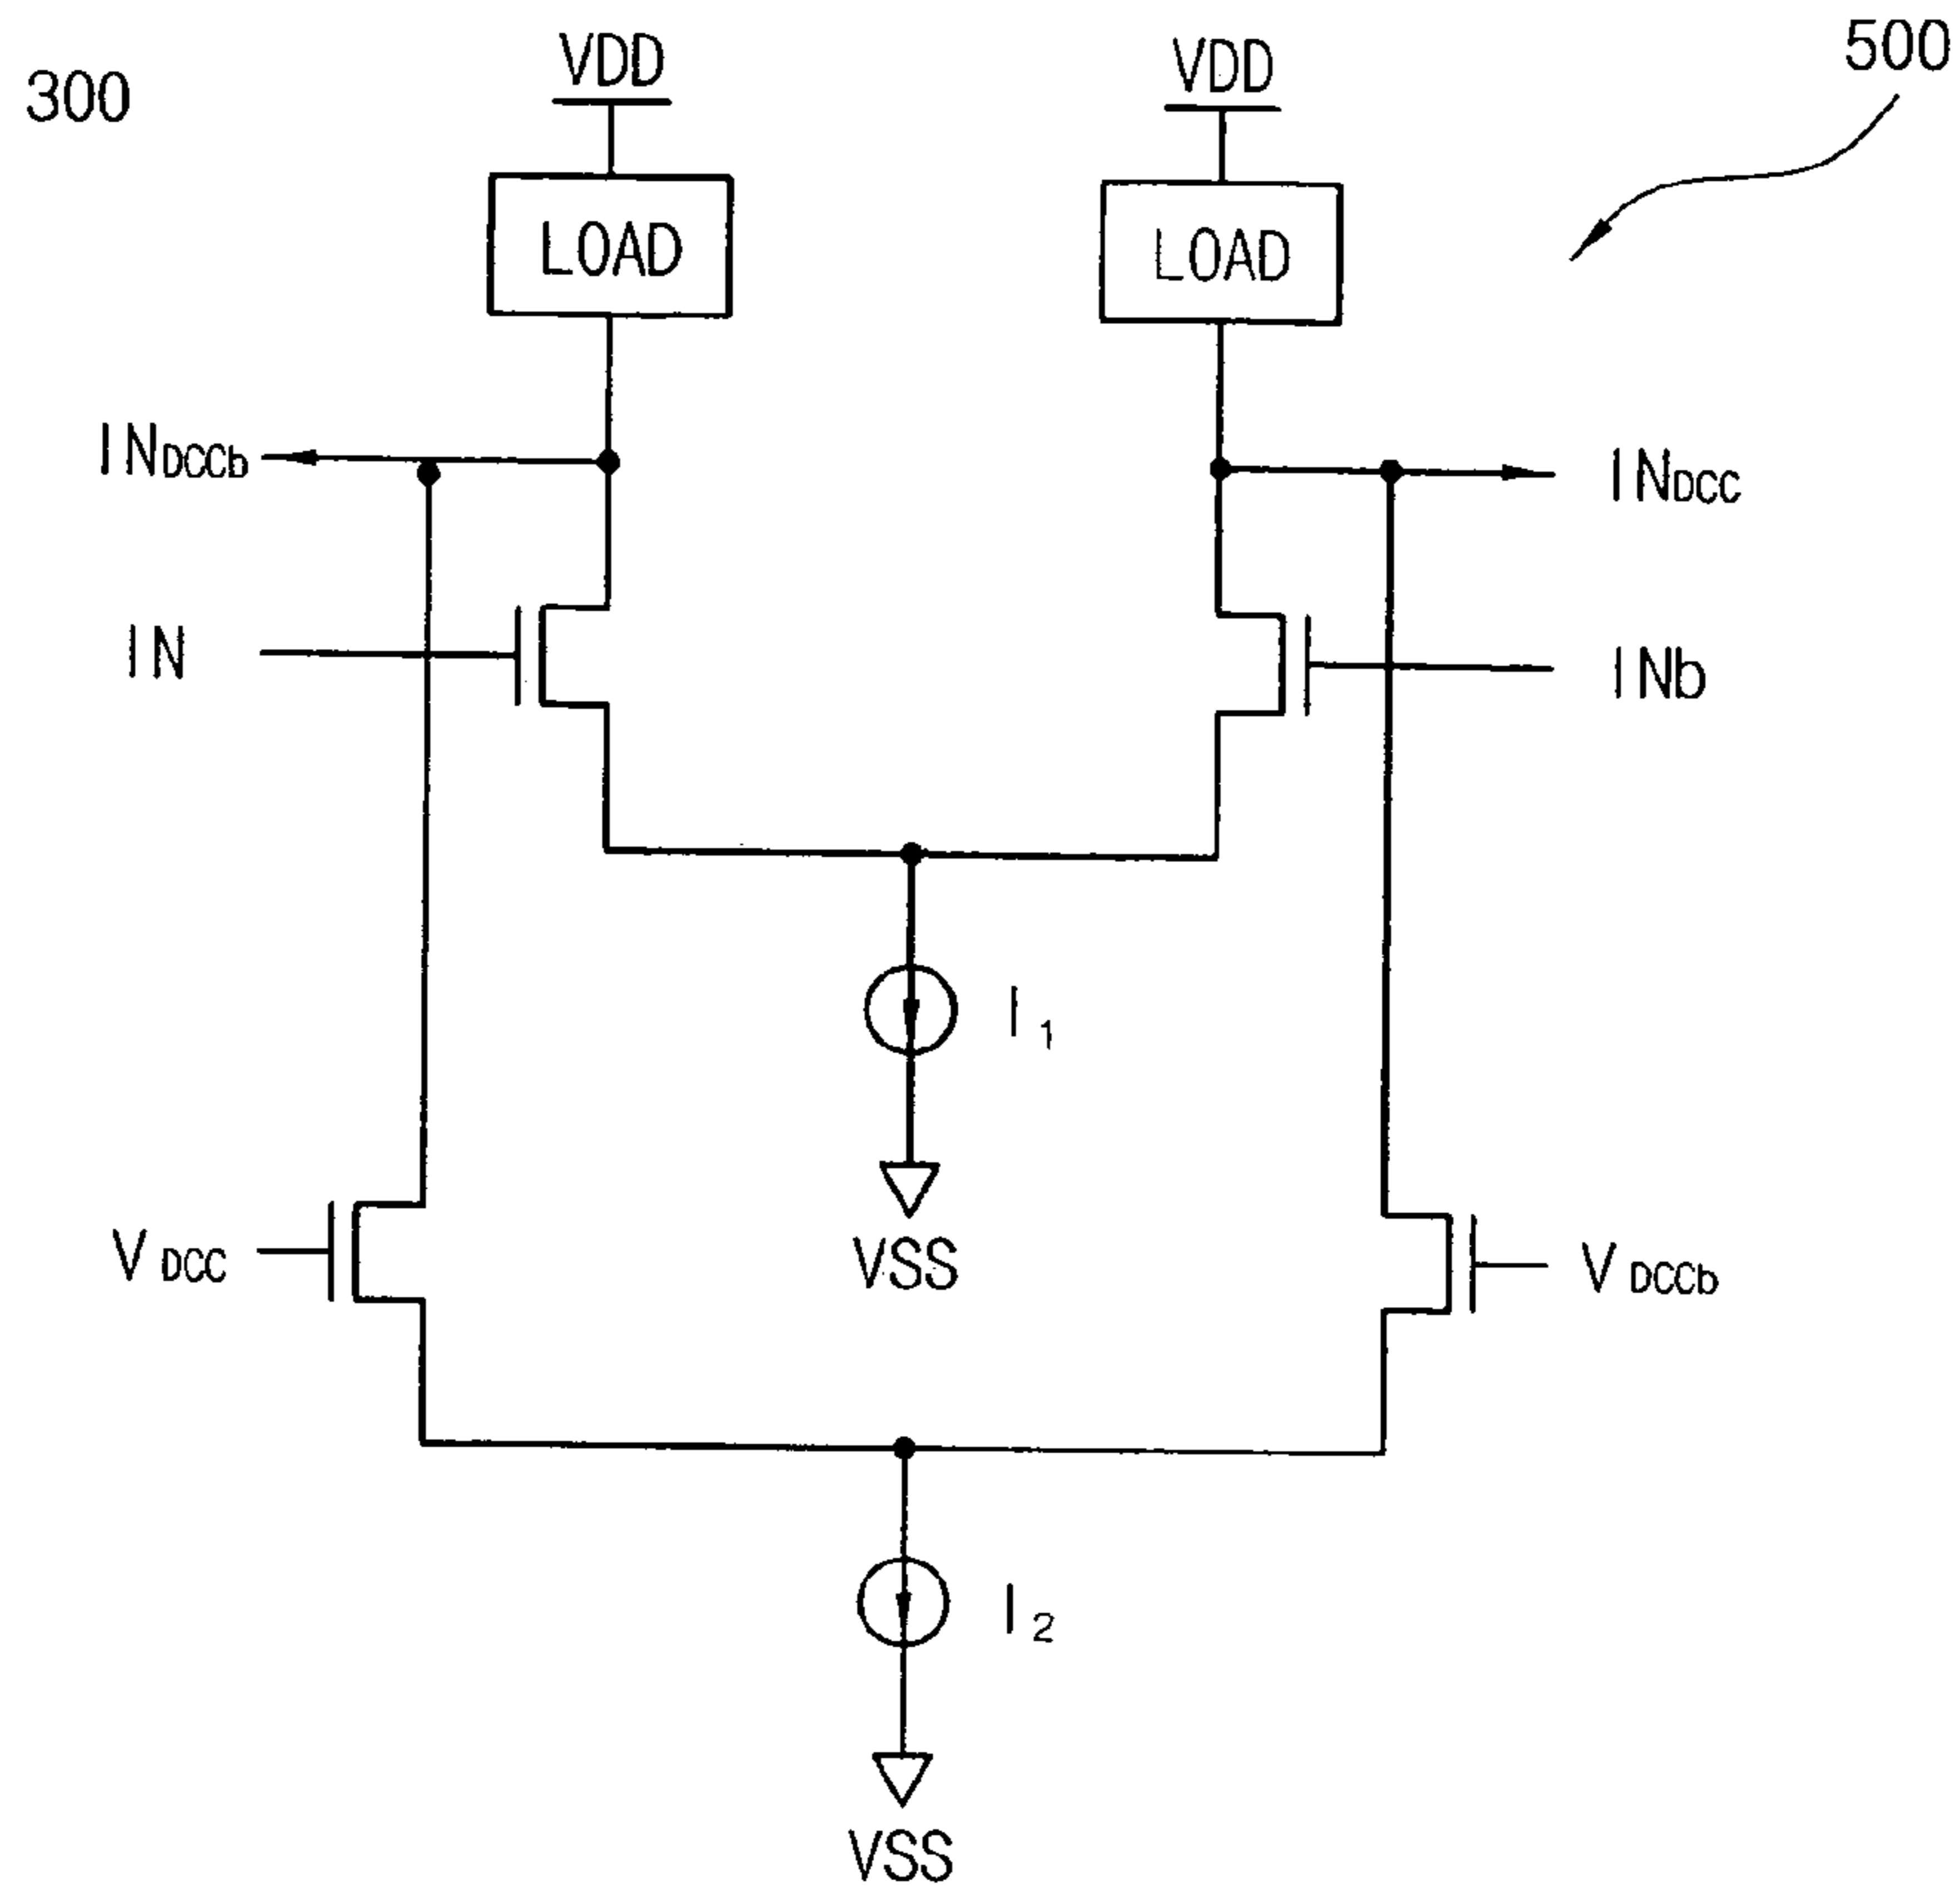 300
VDD
VDD
500
LOAD
LOAD
INDCCb
INDCC
IN
INb
I1
VSS
VDCC
VDCCb
I2
VSS